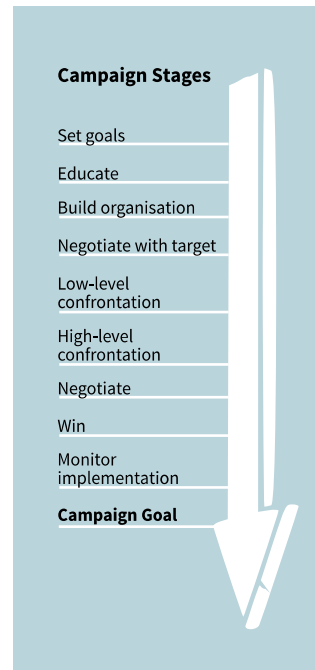 Campaign Stages
Set goals
Educate
Build organisation
Negotiate with target
Low-level
confrontation
High-level
confrontation
Negotiate
Win
Monitor
implementation
Campaign Goal